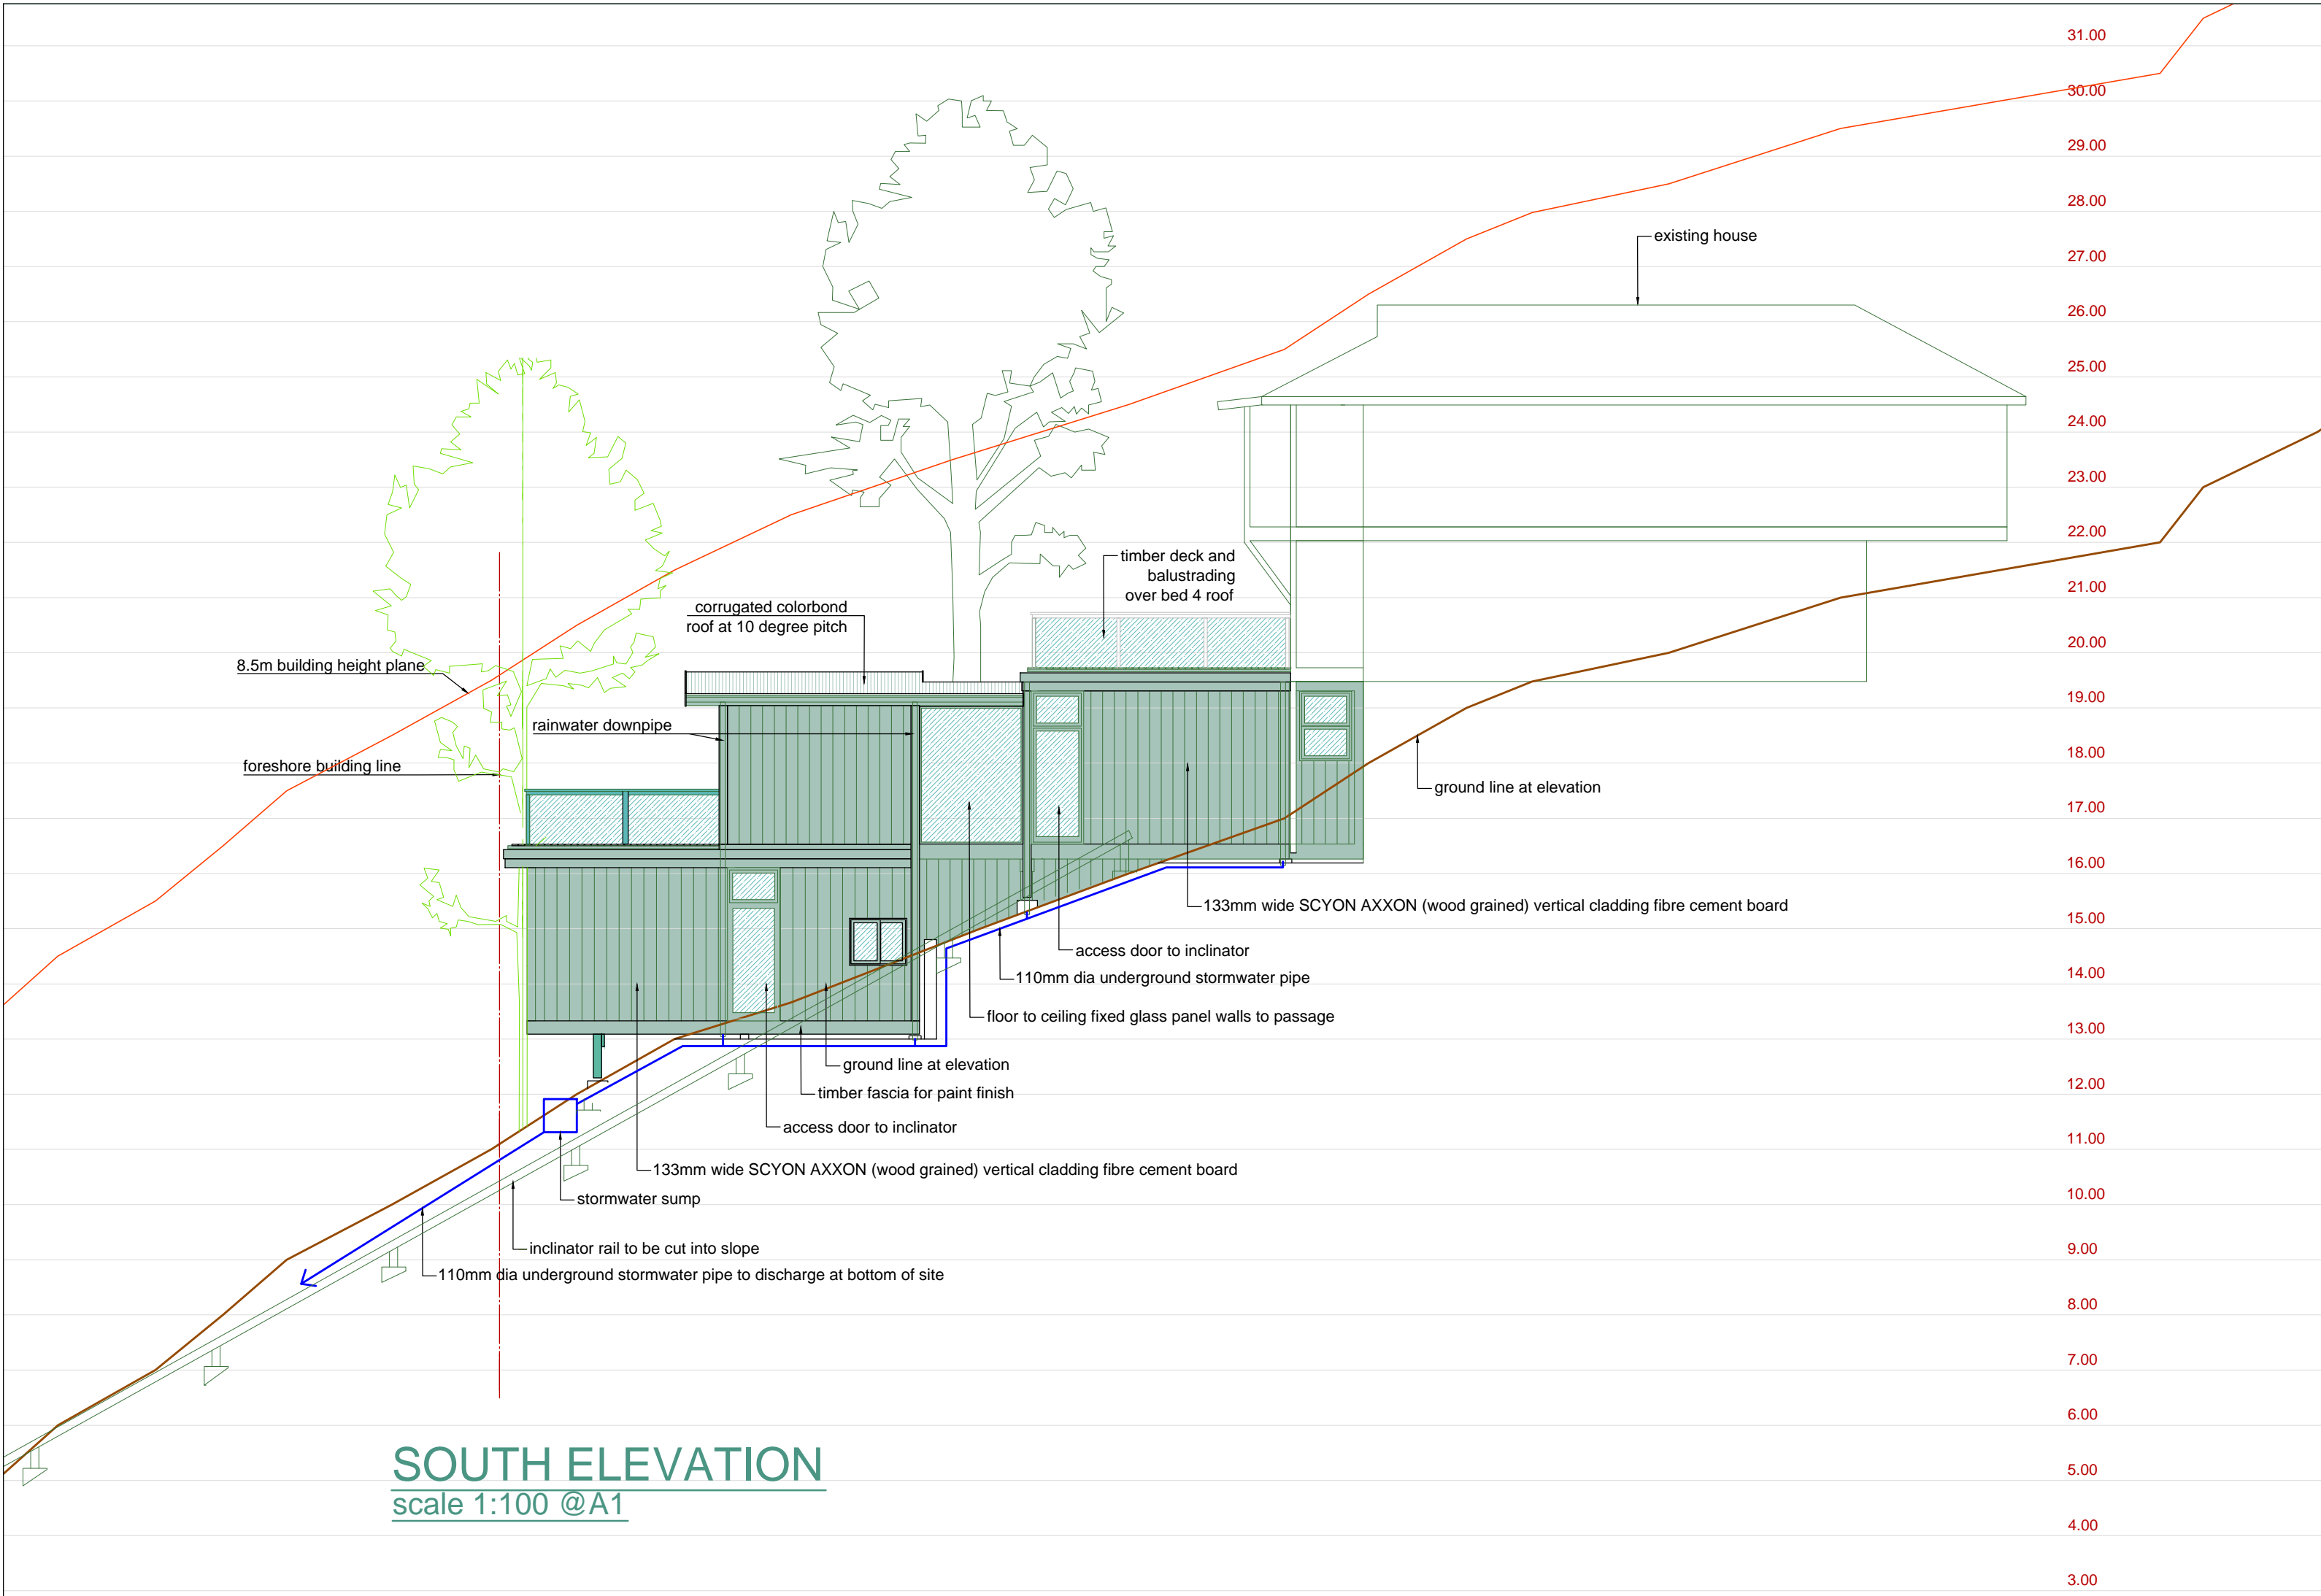 31.00
30.00
29.00
28.00
existing house
27.00
26.00
25.00
24.00
23.00
22.00
timber deck and
balustrading
over bed 4 roof
21.00
corrugated colorbond
roof at 10 degree pitch
20.00
8.5m building height plane
19.00
rainwater downpipe
18.00
foreshore building line
ground line at elevation
17.00
16.00
133mm wide SCYON AXXON (wood grained) vertical cladding fibre cement board
15.00
access door to inclinator
14.00
110mm dia underground stormwater pipe
floor to ceiling fixed glass panel walls to passage
13.00
ground line at elevation
12.00
timber fascia for paint finish
access door to inclinator
11.00
133mm wide SCYON AXXON (wood grained) vertical cladding fibre cement board
10.00
stormwater sump
9.00
inclinator rail to be cut into slope
110mm dia underground stormwater pipe to discharge at bottom of site
8.00
7.00
6.00
SOUTH ELEVATION
5.00
scale 1:100 @A1
4.00
3.00